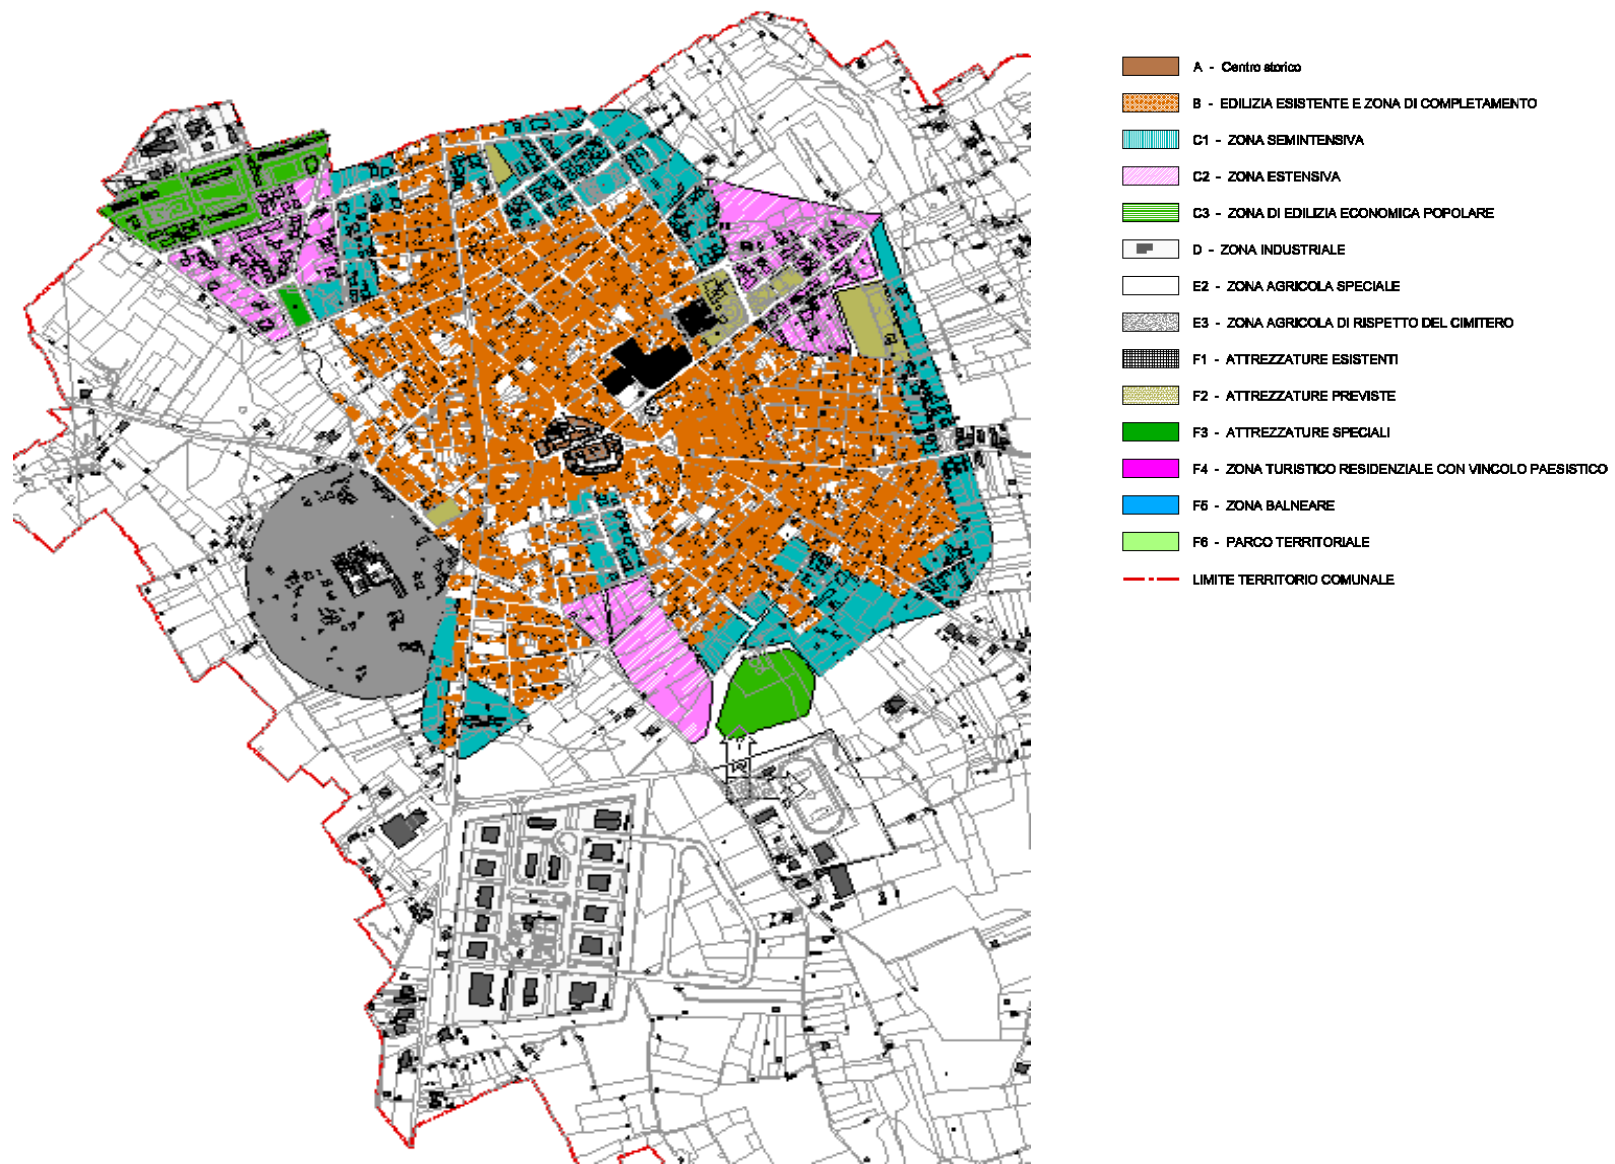 A - Centro storico
B - EDILIZIA ESISTENTE E ZONA DI COMPLETAMENTO
C1 - ZONA SEMINTENSIVA
C2 - ZONA ESTENSIVA
C3 - ZONA DI EDILIZIA ECONOMICA POPOLARE
D - ZONA INDUSTRIALE
E2 - ZONA AGRICOLA SPECIALE
E3 - ZONA AGRICOLA DI RISPETTO DEL CIMITERO
F1 - ATTREZZATURE ESISTENTI
F2 - ATTREZZATURE PREVISTE
F3 - ATTREZZATURE SPECIALI
F4 - ZONA TURISTICO RESIDENZIALE CON VINCOLO PAESISTICO
F5 - ZONA BALNEARE
F6 - PARCO TERRITORIALE
LIMITE TERRITORIO COMUNALE